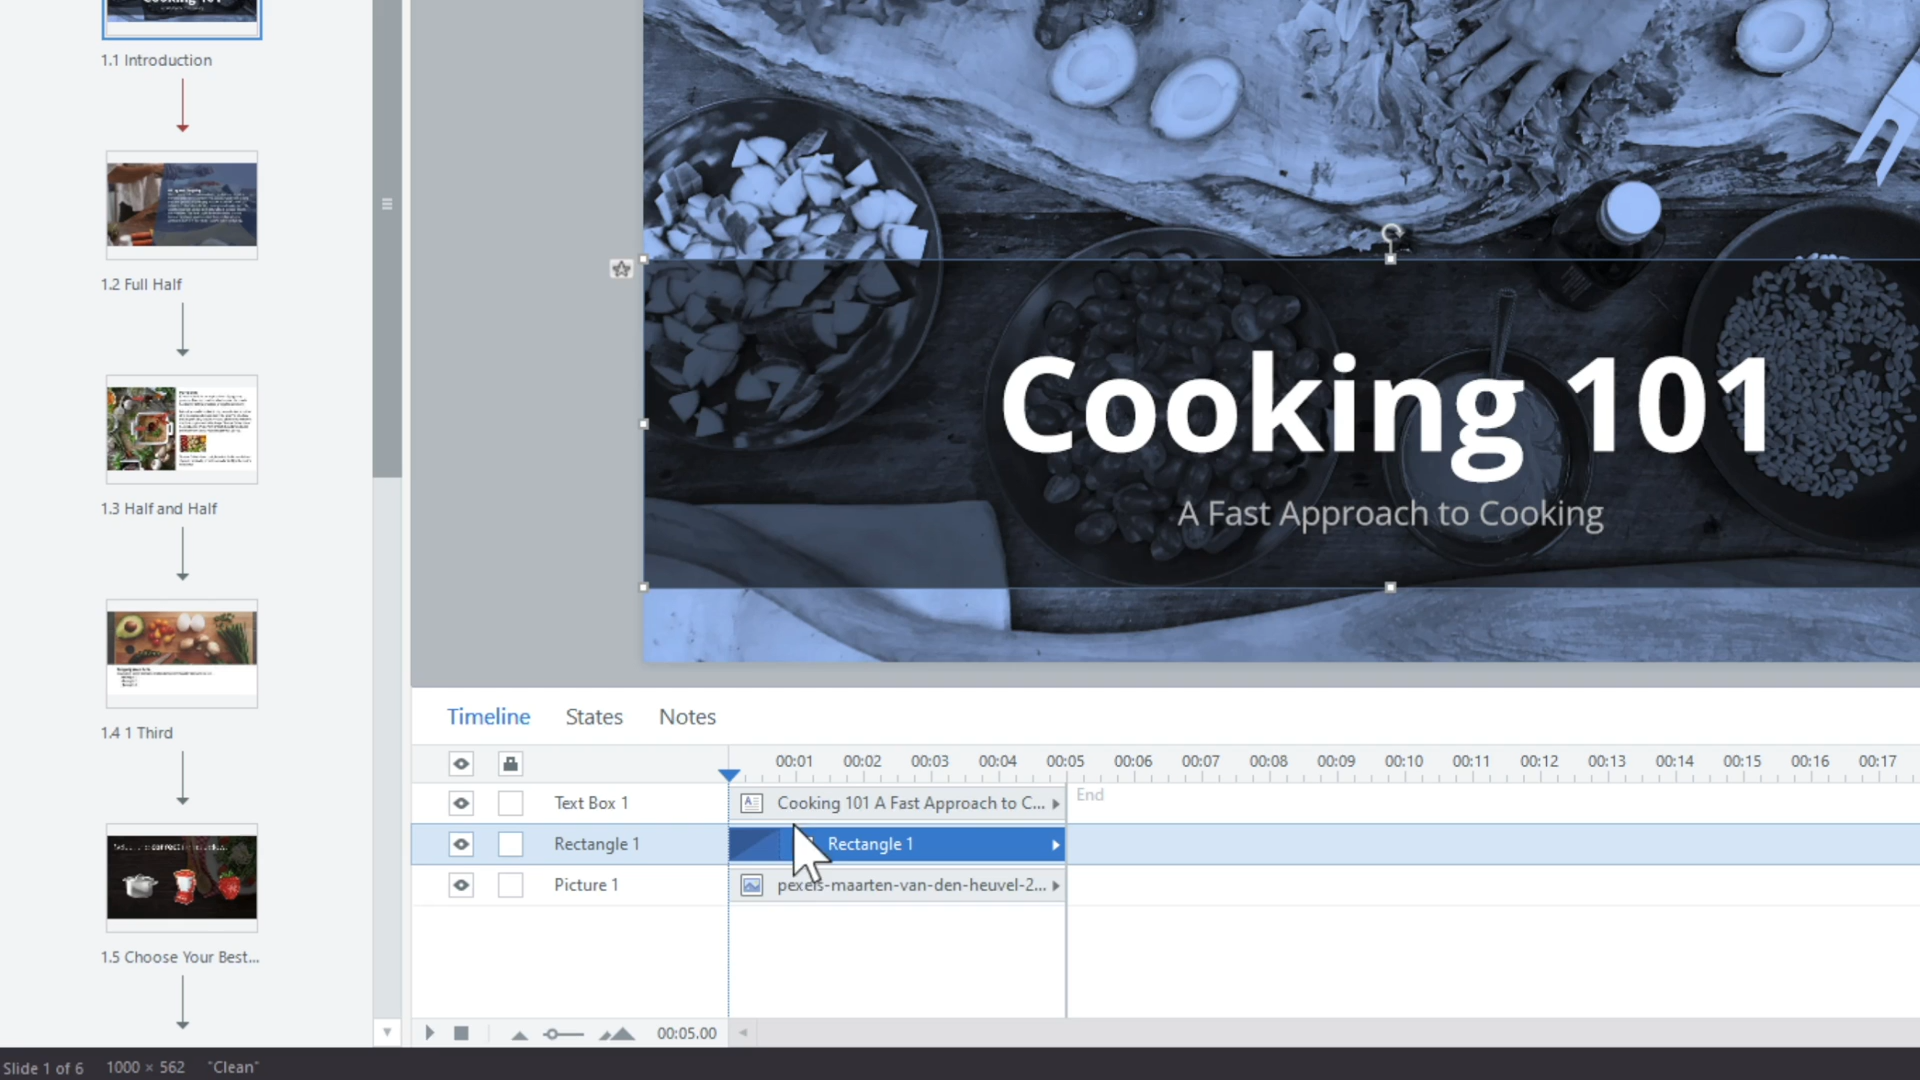 Cooking 101
1.1 Introduction
1.2 Full Half
1.3 Half and Half
1.4 1 Third
1.5 Choose Your Best...
Cooking 101
A Fast Approach to Cooking
Timeline States Notes
00:01 00:02 00:03 00:04 00:05 00:06 00:07 00:08 00:09 00:10 00:11 00:12 00:13 00:14 00:15 00:16 00:17
Text Box 1 Cooking 101 A Fast Approach to C... End
Rectangle 1 Rectangle 1
Picture 1 pexels-maarten-van-den-heuvel-2...
00:05.00
Slide 1 of 6 1000 × 562 "Clean"